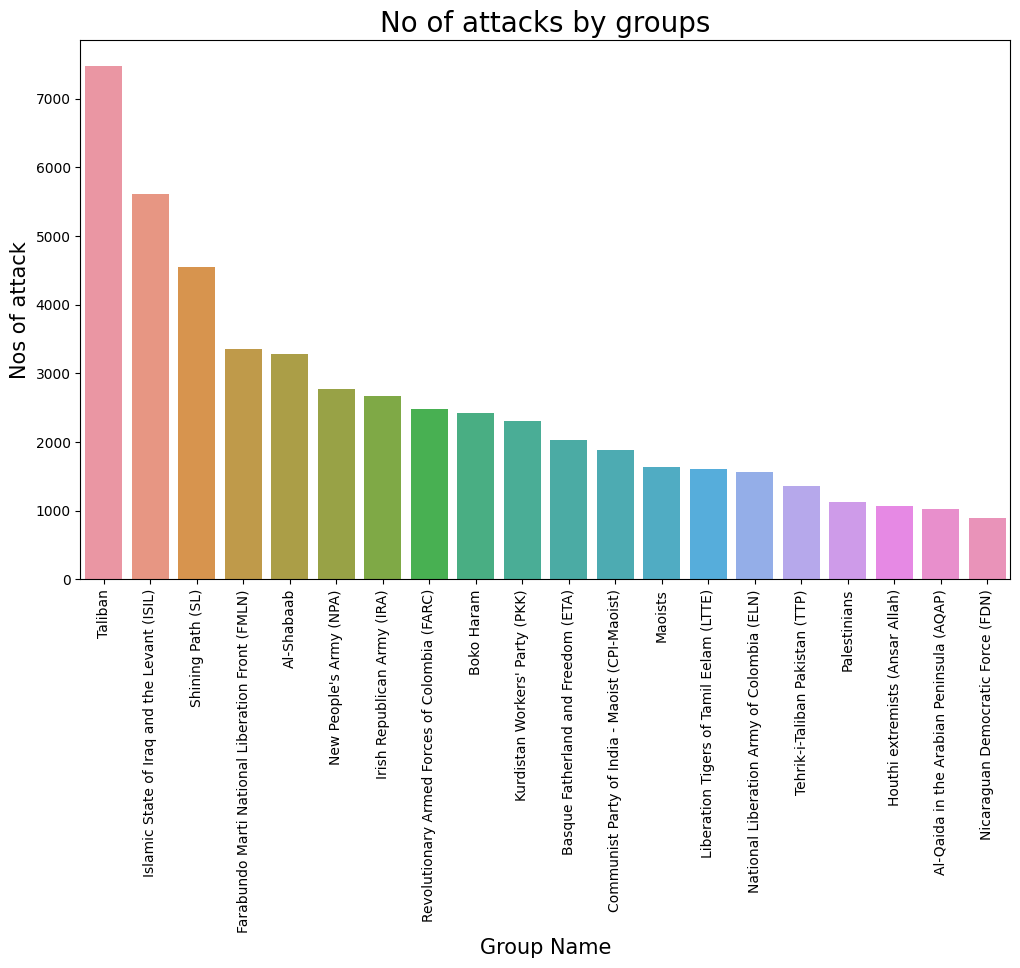 No of attacks by groups
Nos of attack
7000
6000
5000
4000
3000
2000
1000
0
Taliban
Islamic State of Iraq and the Levant (ISIL)
Shining Path (SL)
Farabundo Marti National Liberation Front (FMLN)
Al-Shabaab
New People's Army (NPA)
Irish Republican Army (IRA)
Revolutionary Armed Forces of Colombia (FARC)
Boko Haram
Kurdistan Workers' Party (PKK)
Basque Fatherland and Freedom (ETA)
Communist Party of India - Maoist (CPI-Maoist)
Maoists
Liberation Tigers of Tamil Eelam (LTTE)
National Liberation Army of Colombia (ELN)
Tehrik-i-Taliban Pakistan (TTP)
Palestinians
Houthi extremists (Ansar Allah)
Al-Qaida in the Arabian Peninsula (AQAP)
Nicaraguan Democratic Force (FDN)
Group Name